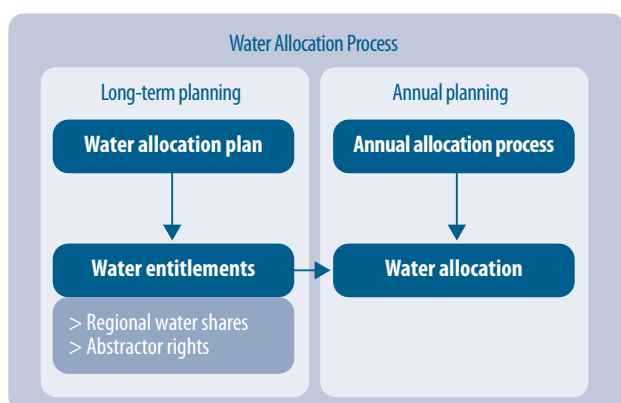 Water Allocation Process
Long-term planning
Annual planning
Water allocation plan
Annual allocation process
Water entitlements
Water allocation
> Regional water shares
> Abstractor rights